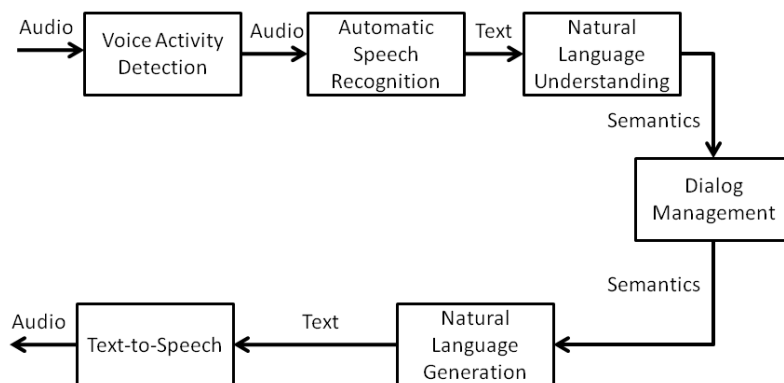 Audio
Voice Activity
Detection
Audio
Automatic
Speech
Recognition
Text
Natural
Language
Understanding
Semantics
Dialog
Management
Semantics
Natural
Language
Generation
Text
Text-to-Speech
Audio